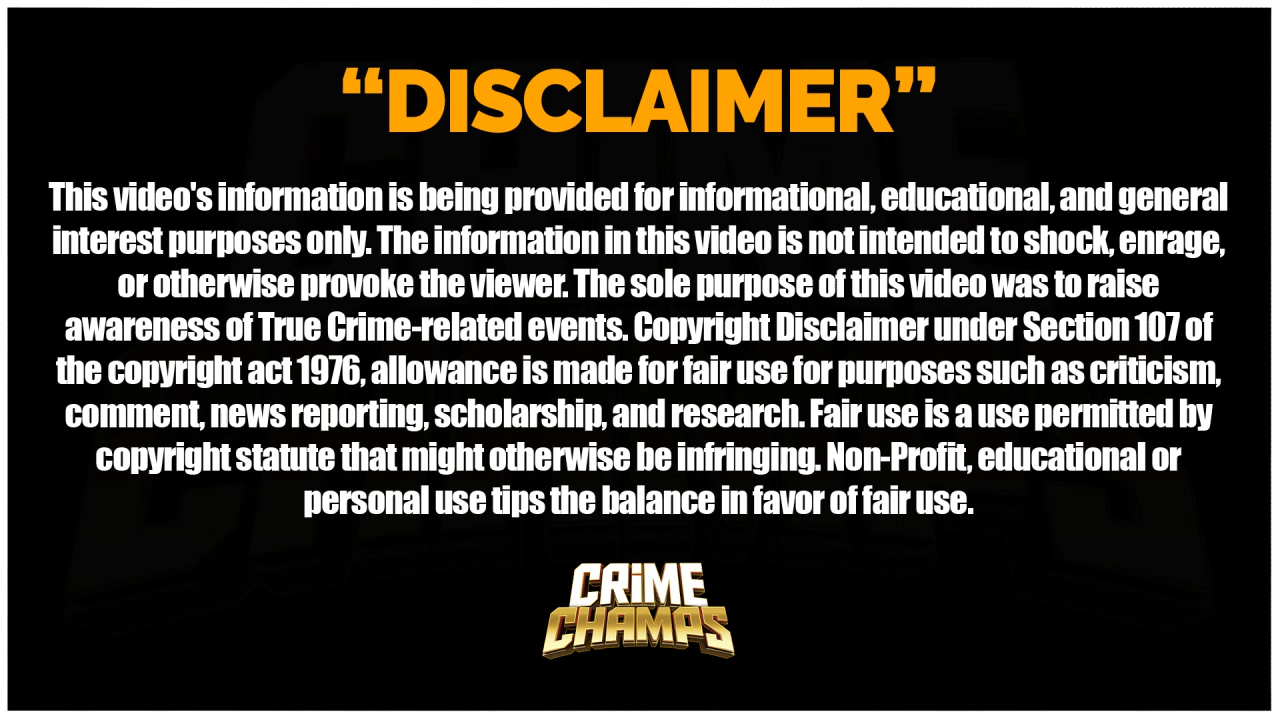 “DISCLAIMER”
This video's information is being provided for informational, educational, and general
interest purposes only. The information in this video is not intended to shock, enrage,
or otherwise provoke the viewer. The sole purpose of this video was to raise
awareness of True Crime-related events. Copyright Disclaimer under Section 107 of
the copyright act 1976, allowance is made for fair use for purposes such as criticism,
comment, news reporting, scholarship, and research. Fair use is a use permitted by
copyright statute that might otherwise be infringing. Non-Profit, educational or
personal use tips the balance in favor of fair use.
CRiME
CHAMPS